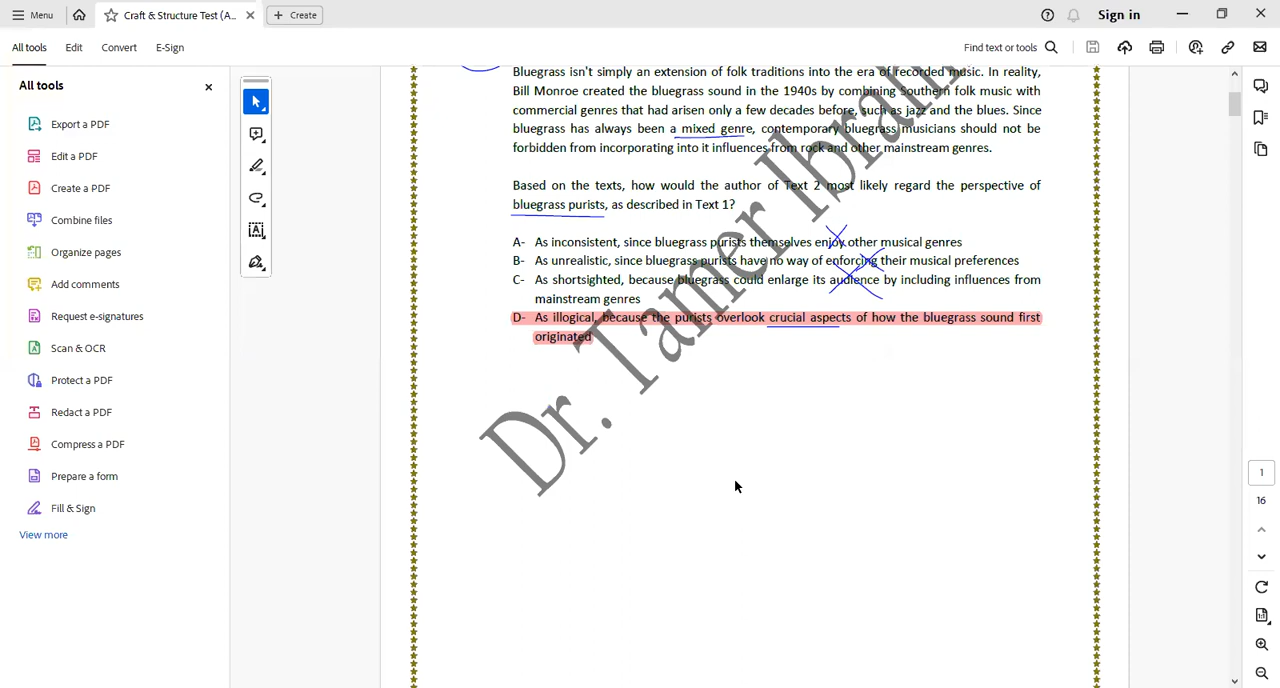 Menu
Craft & Structure Test (A...
Create
Sign in
All tools
Edit
Convert
E-Sign
Find text or tools
All tools
Export a PDF
Edit a PDF
Create a PDF
Combine files
Organize pages
Add comments
Request e-signatures
Scan & OCR
Protect a PDF
Redact a PDF
Compress a PDF
Prepare a form
Fill & Sign
View more
Bluegrass isn't simply an extension of folk traditions into the era of recorded music. In reality,
Bill Monroe created the bluegrass sound in the 1940s by combining Southern folk music with
commercial genres that had arisen only a few decades before, such as jazz and the blues. Since
bluegrass has always been a mixed genre, contemporary bluegrass musicians should not be
forbidden from incorporating into it influences from rock and other mainstream genres.
Based on the texts, how would the author of Text 2 most likely regard the perspective of
bluegrass purists, as described in Text 1?
A- As inconsistent, since bluegrass purists themselves enjoy other musical genres
B- As unrealistic, since bluegrass purists have no way of enforcing their musical preferences
C- As shortsighted, because bluegrass could enlarge its audience by including influences from
mainstream genres
D- As illogical, because the purists overlook crucial aspects of how the bluegrass sound first
originated
Dr. Tamer Ibrahi
1
16